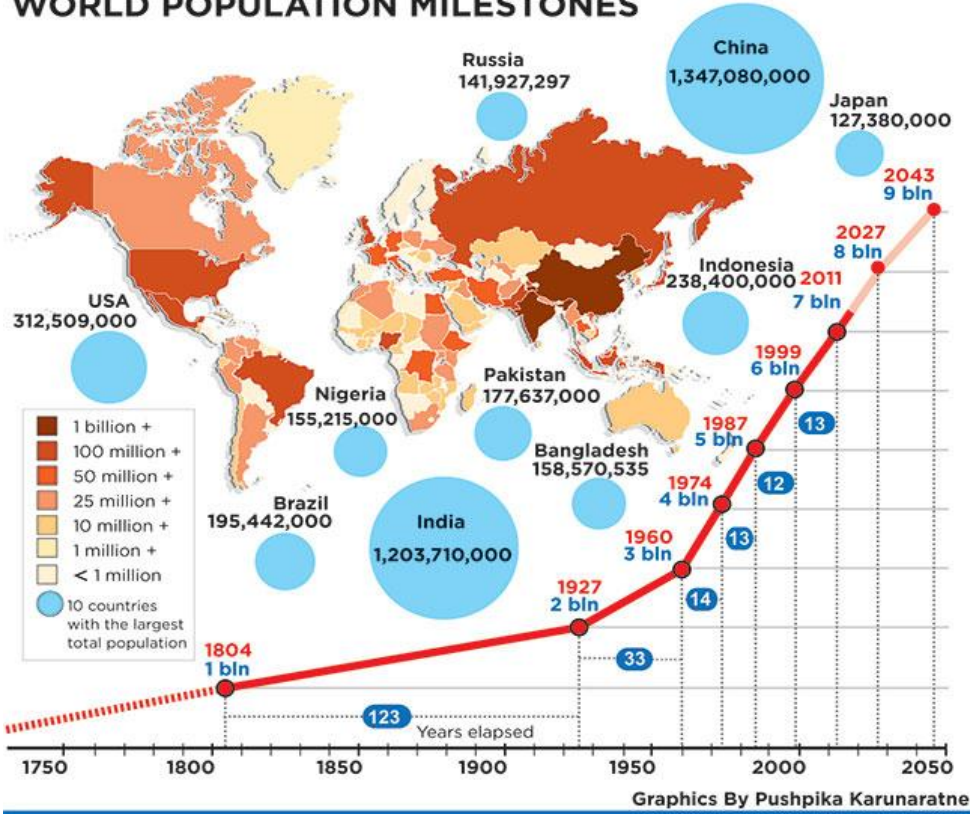 WORLD POPULATION MILESTONES
China
1,347,080,000
Russia
141,927,297
Japan
127,380,000
2043
9 bln
2027
8 bln
Indonesia
238,400,000
2011
7 bln
USA
312,509,000
1999
6 bln
Pakistan
177,637,000
Nigeria
155,215,000
1987
5 bln
13
Bangladesh
158,570,535
1974
4 bln
12
Brazil
195,442,000
India
1,203,710,000
1960
3 bln
13
1927
2 bln
14
1 billion +
100 million +
50 million +
25 million +
10 million +
1 million +
< 1 million
10 countries
with the largest
total population
1804
1 bln
33
123
Years elapsed
1750 1800 1850 1900 1950 2000 2050
Graphics By Pushpika Karunaratne